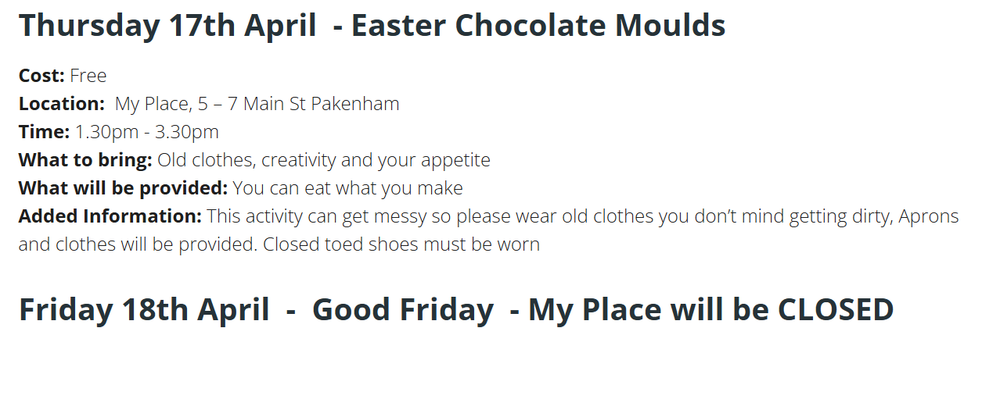 Thursday 17th April  - Easter Chocolate Moulds
Cost: Free
Location:  My Place, 5 – 7 Main St Pakenham
Time: 1.30pm - 3.30pm
What to bring: Old clothes, creativity and your appetite
What will be provided: You can eat what you make
Added Information: This activity can get messy so please wear old clothes you don’t mind getting dirty, Aprons
and clothes will be provided. Closed toed shoes must be worn
Friday 18th April  -  Good Friday  - My Place will be CLOSED